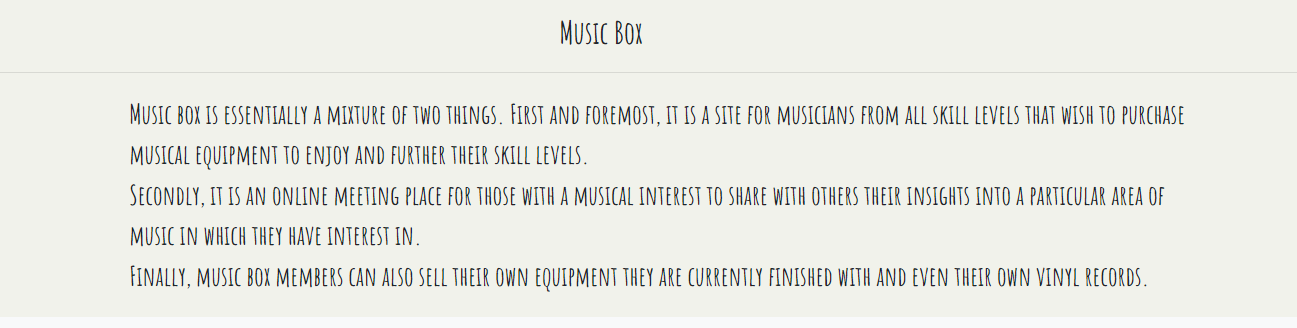 Music Box
Music box is essentially a mixture of two things. First and foremost, it is a site for musicians from all skill levels that wish to purchase
musical equipment to enjoy and further their skill levels.
Secondly, it is an online meeting place for those with a musical interest to share with others their insights into a particular area of
music in which they have interest in.
Finally, music box members can also sell their own equipment they are currently finished with and even their own vinyl records.